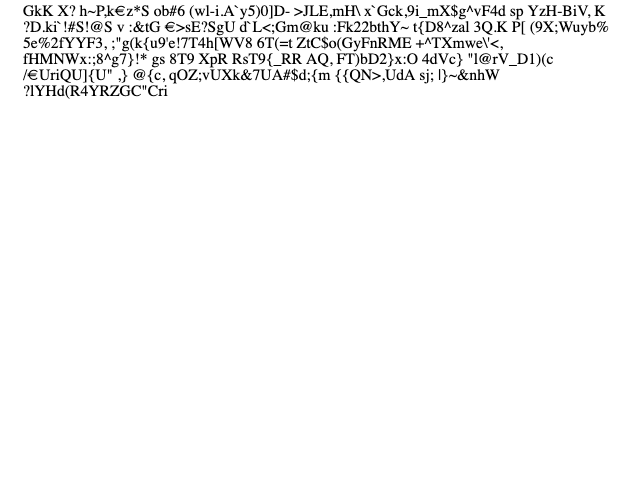 GkK X? h~P,k€z*S ob#6 (wl-i.A`y5)0]D- >JLE,mH\ x`Gck,9i_mX$g^vF4d sp YzH-BiV, K
?D.ki`!#S!@S v :&tG €>sE?SgU d`L<;Gm@ku :Fk22bthY~ t{D8^zal 3Q.K P[ (9X;Wuyb%
5e%2fYYF3, ;"g(k{u9'e!7T4h[WV8 6T(=t ZtC$o(GyFnRME +^TXmwe\'<,
fHMNWx:;8^g7}!* gs 8T9 XpR RsT9{_RR AQ, FT)bD2}x:O 4dVc} "l@rV_D1)(c
/€UriQU]{U" ,} @{c, qOZ;vUXk&7UA#$d;{m {{QN>,UdA sj; l}~&nhW
?lYHd(R4YRZGC"Cri